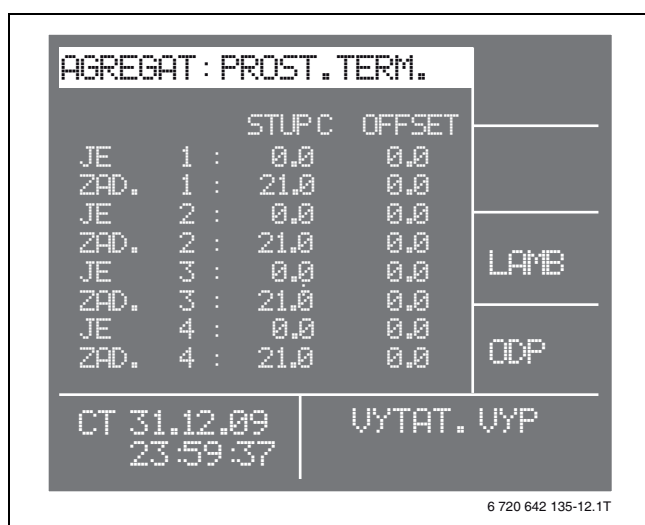 AGREGAT:PROST.TERM.
STUPC OFFSET
JE 1 : 0.0 0.0
ZAD. 1 : 21.0 0.0
JE 2 : 0.0 0.0
ZAD. 2 : 21.0 0.0
JE 3 : 0.0 0.0
ZAD. 3 : 21.0 0.0
JE 4 : 0.0 0.0
ZAD. 4 : 21.0 0.0
LAMB
ODP
CT 31.12.09
23:59:37
VYTAT. VYP
6 720 642 135-12.1T